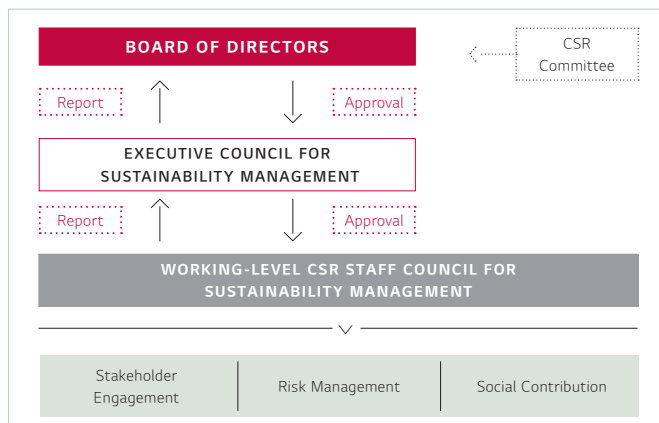 BOARD OF DIRECTORS
CSR
Committee
Report
Approval
EXECUTIVE COUNCIL FOR
SUSTAINABILITY MANAGEMENT
Report
Approval
WORKING-LEVEL CSR STAFF COUNCIL FOR
SUSTAINABILITY MANAGEMENT
Stakeholder
Engagement
Risk Management
Social Contribution